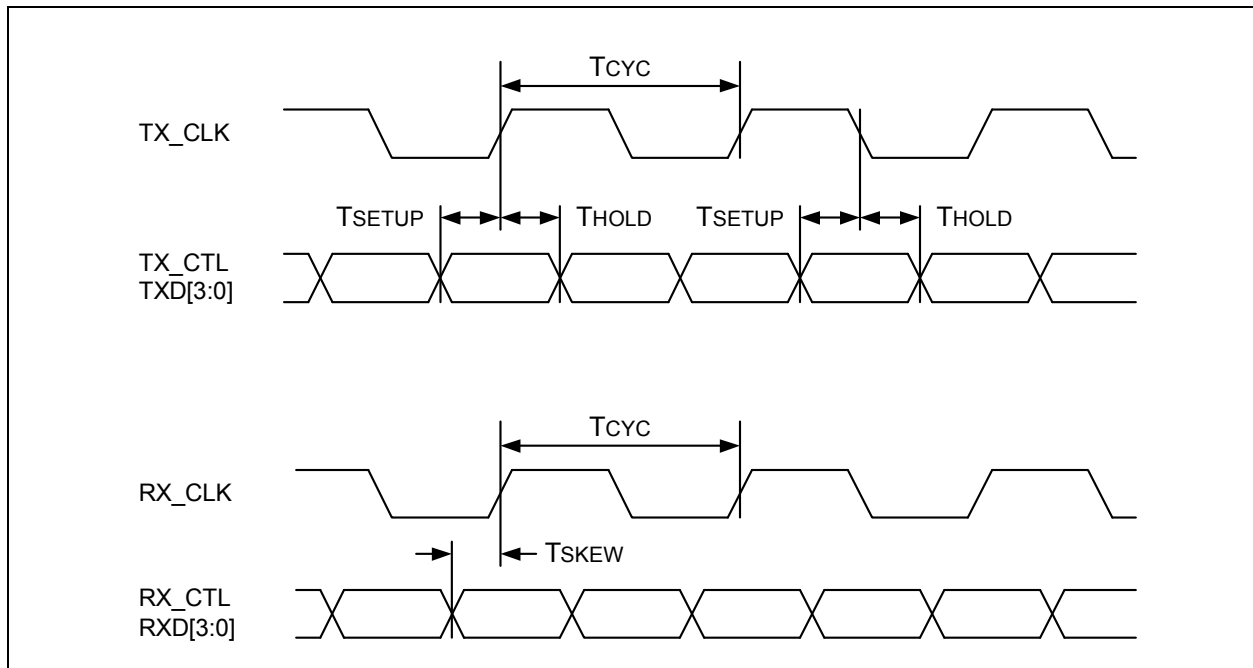 TCYC
TX_CLK
TSETUP THOLD TSETUP THOLD
TX_CTL
TXD[3:0]
TCYC
RX_CLK
TSKEW
RX_CTL
RXD[3:0]